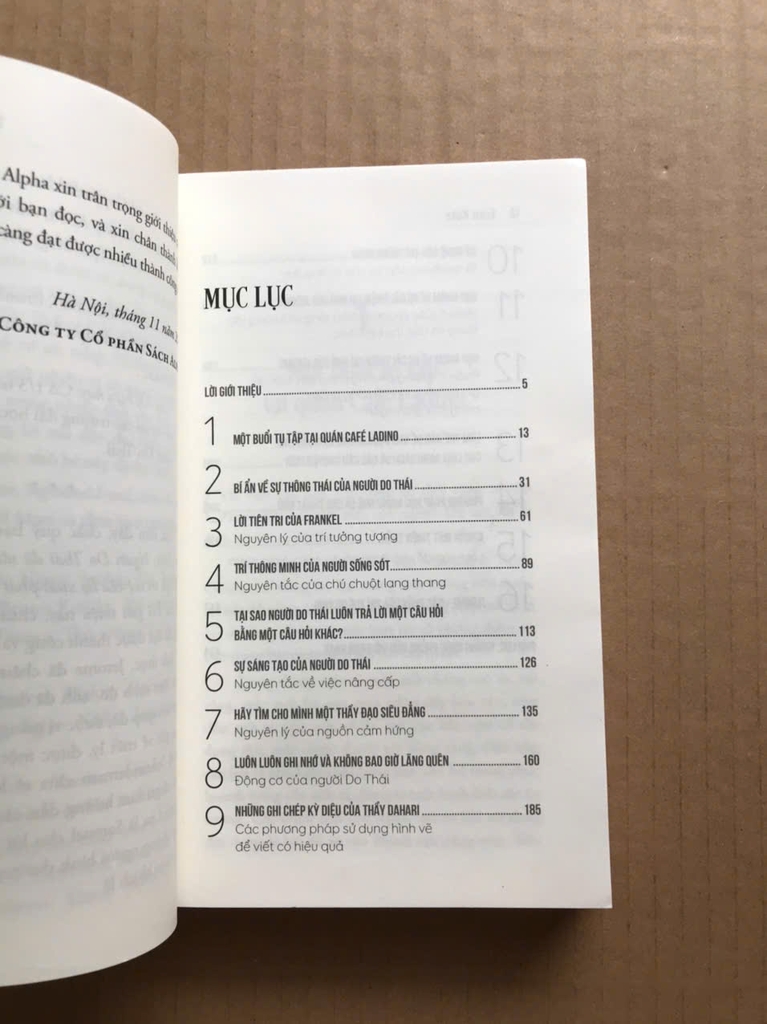 Alpha xin trân trọng giới thiệu
bạn đọc, và xin chân thành
càng đạt được nhiều thành công
Hà Nội, tháng 11 năm
CÔNG TY CỔ PHẦN SÁCH
MỤC LỤC
LỜI GIỚI THIỆU 5
1 MỘT BUỔI TỤ TẬP TẠI QUÁN CAFÉ LADINO 13
2 BÍ ẨN VỀ SỰ THÔNG THÁI CỦA NGƯỜI DO THÁI 31
3 LỜI TIÊN TRI CỦA FRANKEL 61
Nguyên lý của trí tưởng tượng
4 TRÍ THÔNG MINH CỦA NGƯỜI SỐNG SÓT 89
Nguyên tắc của chú chuột lang thang
5 TẠI SAO NGƯỜI DO THÁI LUÔN TRẢ LỜI MỘT CÂU HỎI
BẰNG MỘT CÂU HỎI KHÁC? 113
6 SỰ SÁNG TẠO CỦA NGƯỜI DO THÁI 126
Nguyên tắc về việc nâng cấp
7 HÃY TÌM CHO MÌNH MỘT THẦY ĐẠO SIÊU ĐẲNG 135
Nguyên lý của nguồn cảm hứng
8 LUÔN LUÔN GHI NHỚ VÀ KHÔNG BAO GIỜ LÃNG QUÊN 160
Động cơ của người Do Thái
9 NHỮNG GHI CHÉP KỲ DIỆU CỦA THẦY DAHARI 185
Các phương pháp sử dụng hình vẽ
để viết có hiệu quả